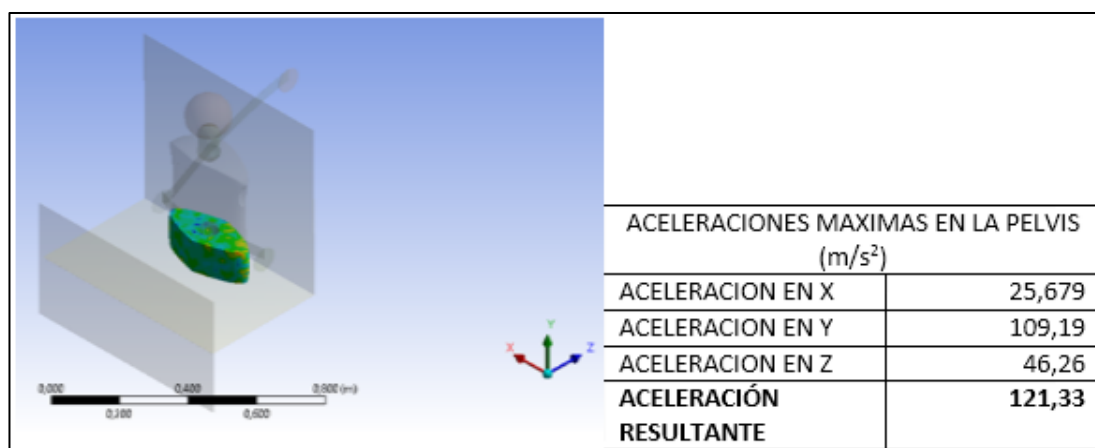 ACELERACIONES MAXIMAS EN LA PELVIS
(m/s²)
ACELERACION EN X 25,679
ACELERACION EN Y 109,19
ACELERACION EN Z 46,26
ACELERACIÓN 121,33
RESULTANTE
Y
X Z
0,000 0,400 0,800 (m)
0,200 0,600